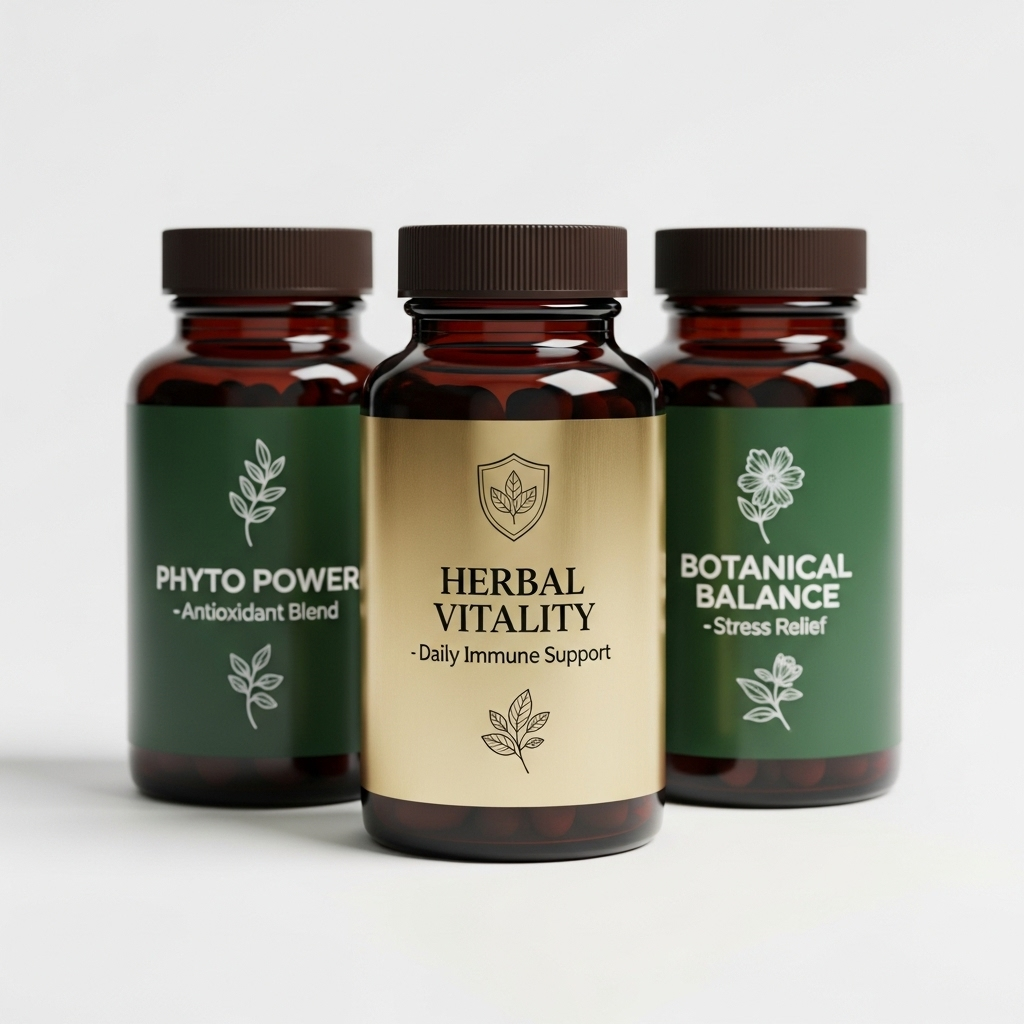 PHYTO POWER
-Antioxidant Blend
HERBAL
VITALITY
-Daily Immune Support
BOTANICAL
BALANCE
-Stress Relief